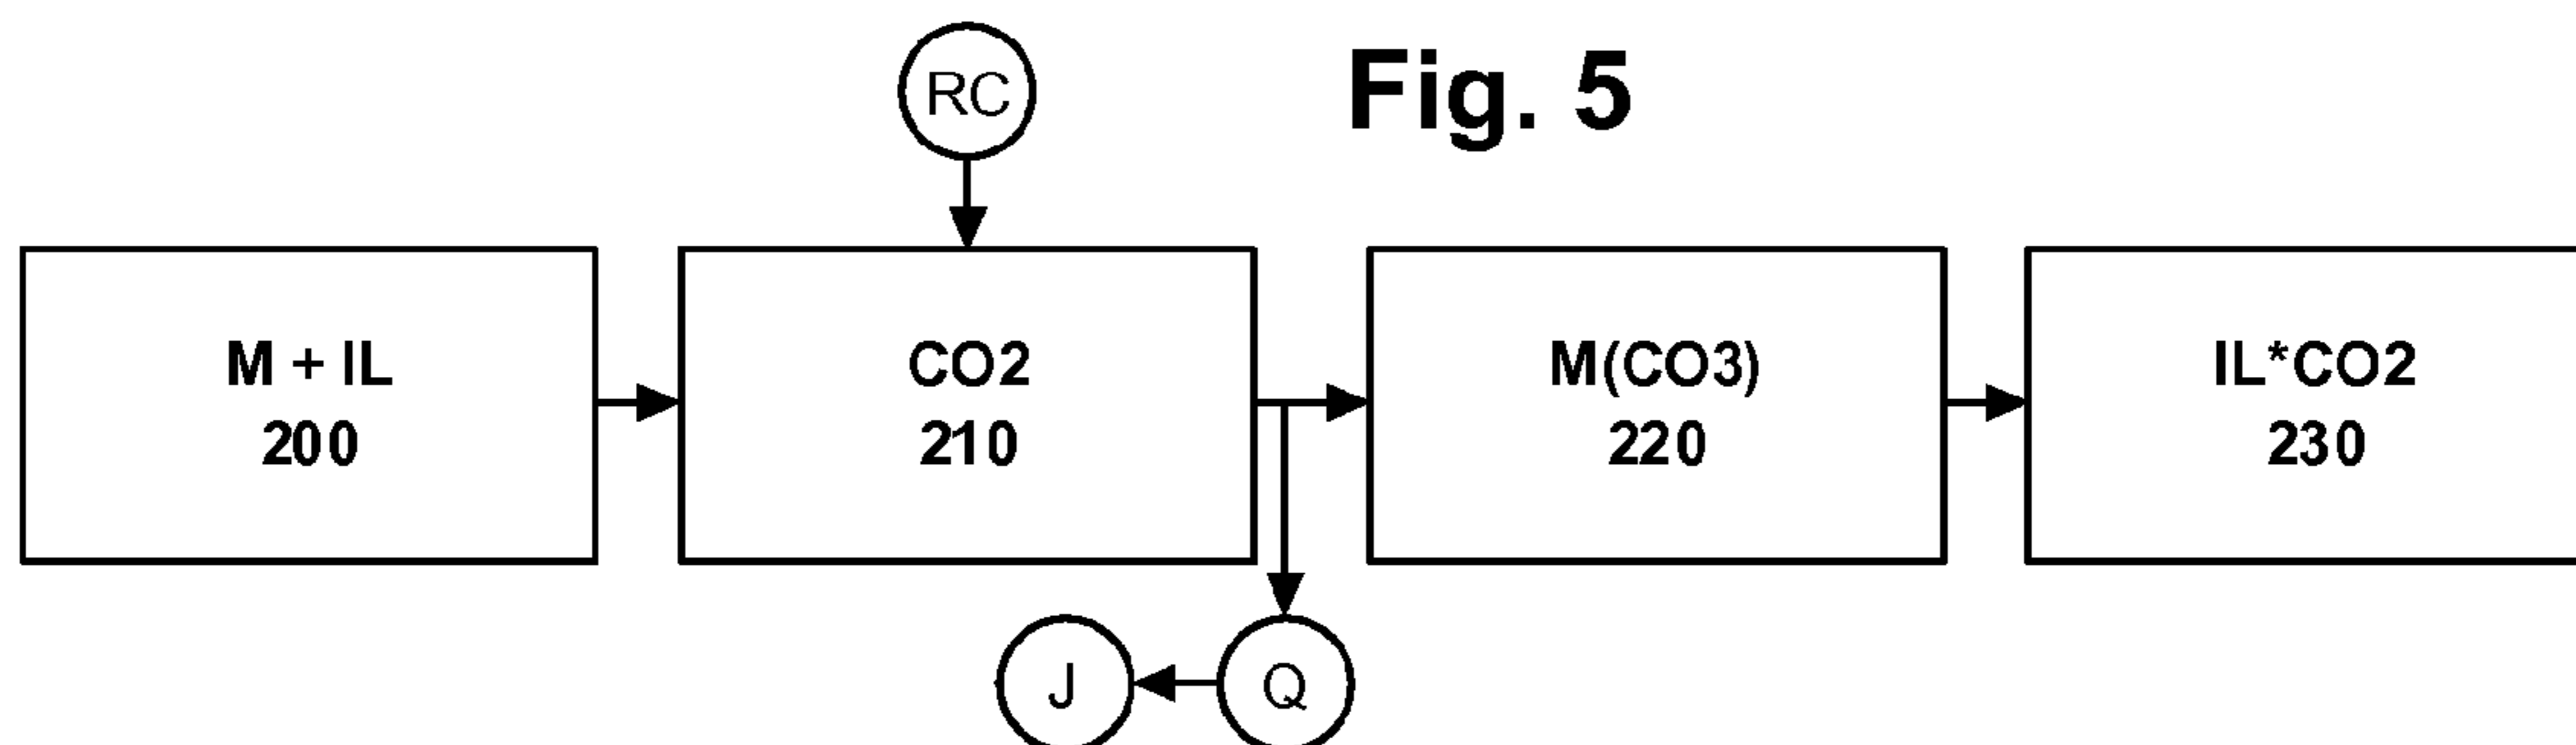 RC
Fig. 5
M + IL
200
CO2
210
M(CO3)
220
IL*CO2
230
J
Q